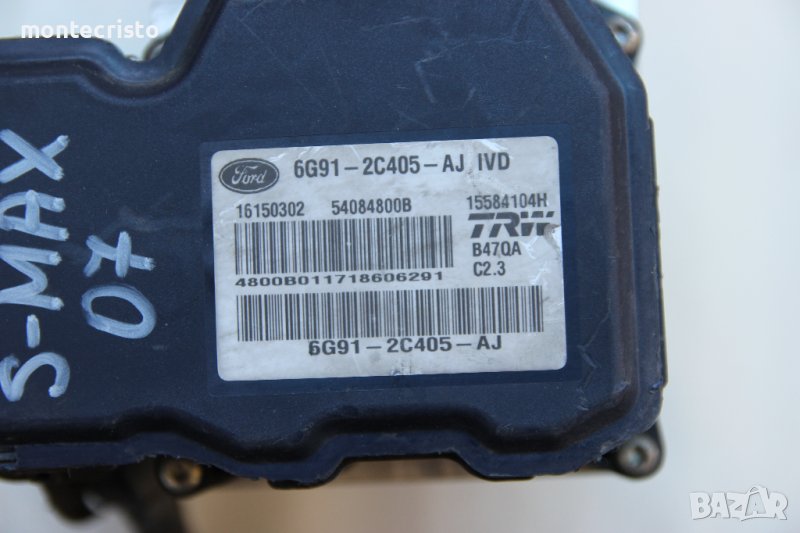 montecristo
S-MAX
07
Ford
6G91-2C405-AJ IVD
16150302 54084800B 15584104H
TRW
B47QA
C2.3
4800B011718606291
6G91-2C405-AJ
BAZAR